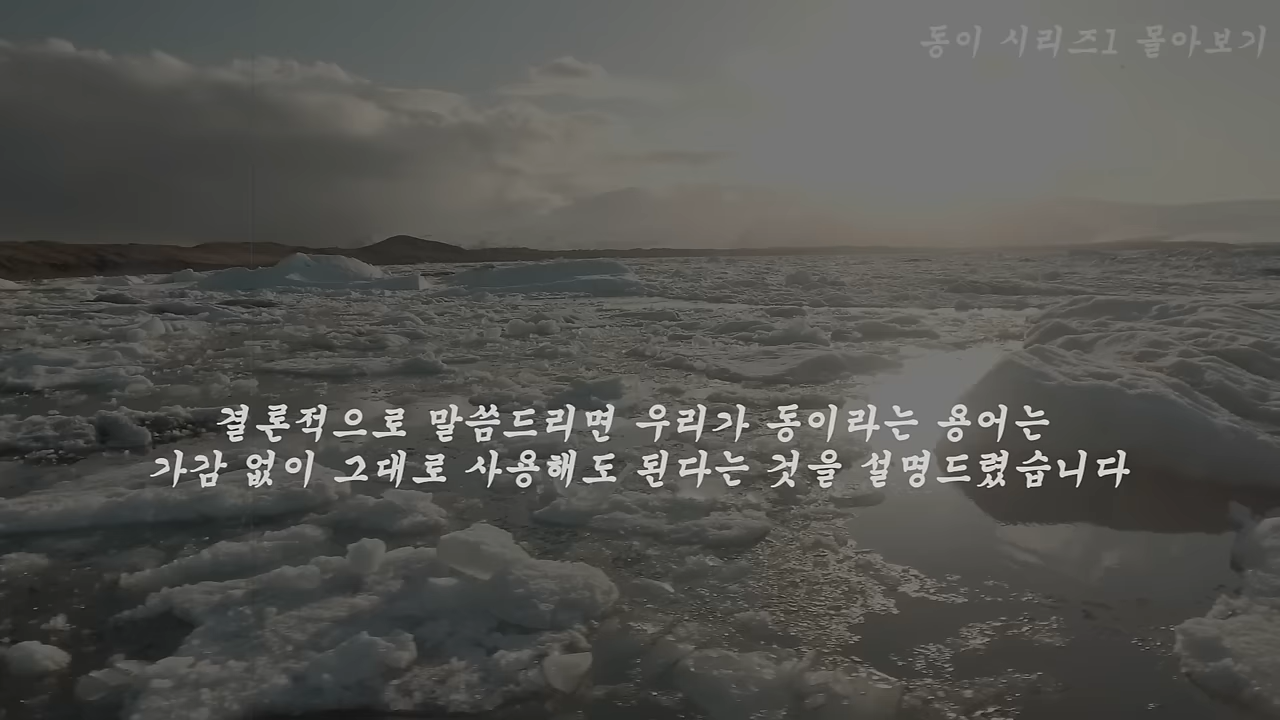 동이 시리즈1 몰아보기
결론적으로 말씀드리면 우리가 동이라는 용어는
가감 없이 그대로 사용해도 된다는 것을 설명드렸습니다